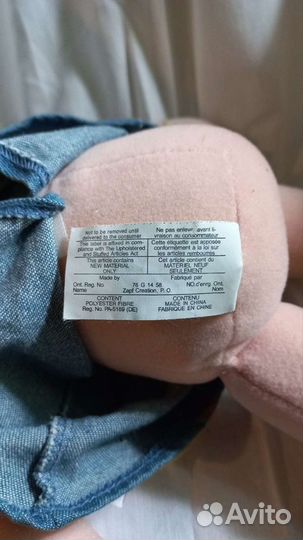 Not to be removed until
delivered to the consumer
Ne pas enlever avant li-
vraison au consommateur
This label is affixed in com-
pliance with The Upholstered
and Stuffed Articles Act
Cette étiquette est apposée
conformément à la loi sur
les articles rembourrés
This article contains
NEW MATERIAL
ONLY
Cet article contient du
MATÉRIEL NEUF
SEULEMENT
Made by
Fabriqué par
Ont. Reg. No. 76 G 14 58 NO.d'enrg. Ont.
Name Zapf Creation, P. O. Nom
CONTENT
POLYESTER FIBRE
Reg. No. PA-5189 (DE)
CONTENU
MADE IN CHINA
FABRIQUE EN CHINE
Avito